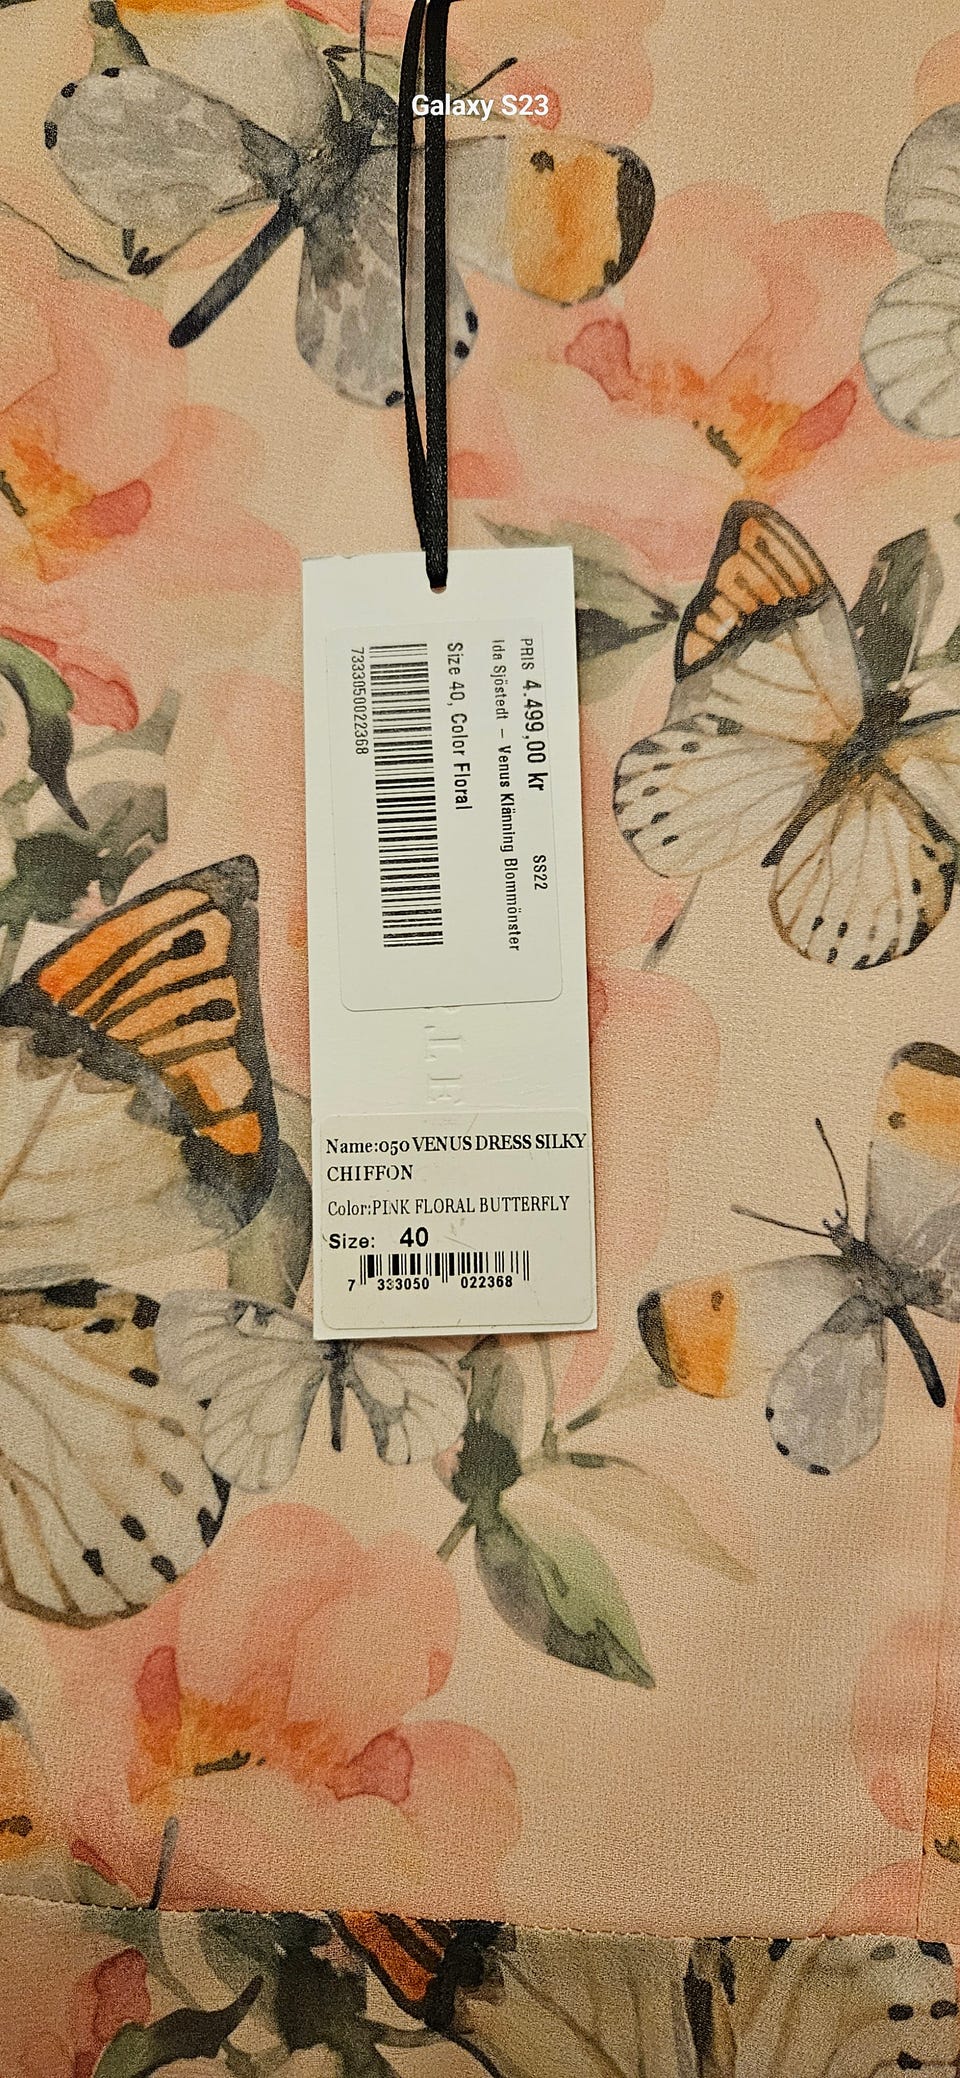 Galaxy S23
PRIS 4.499,00 kr SS22
Ida Sjöstedt – Venus Klänning Blommönster
Size 40, Color Floral
7333050022368
Name:050 VENUS DRESS SILKY
CHIFFON
Color:PINK FLORAL BUTTERFLY
Size: 40
7 333050 022368